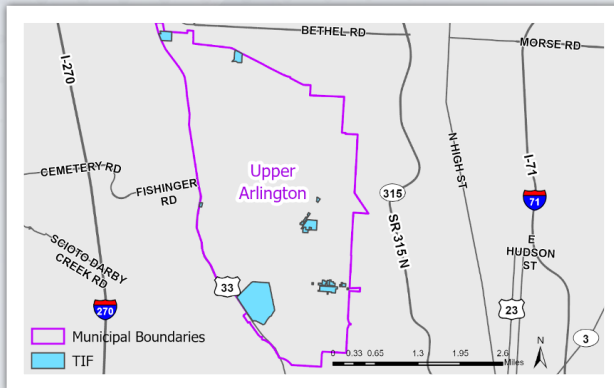 BETHEL RD
MORSE RD
I-270
N HIGH ST
I-71
CEMETERY RD
FISHINGER
RD
Upper
Arlington
315
SR-315 N
71
SCIOTO DARBY
CREEK RD
E
HUDSON
ST
33
270
23
3
Municipal Boundaries
TIF
0 0.33 0.65 1.3 1.95 2.6
Miles
N